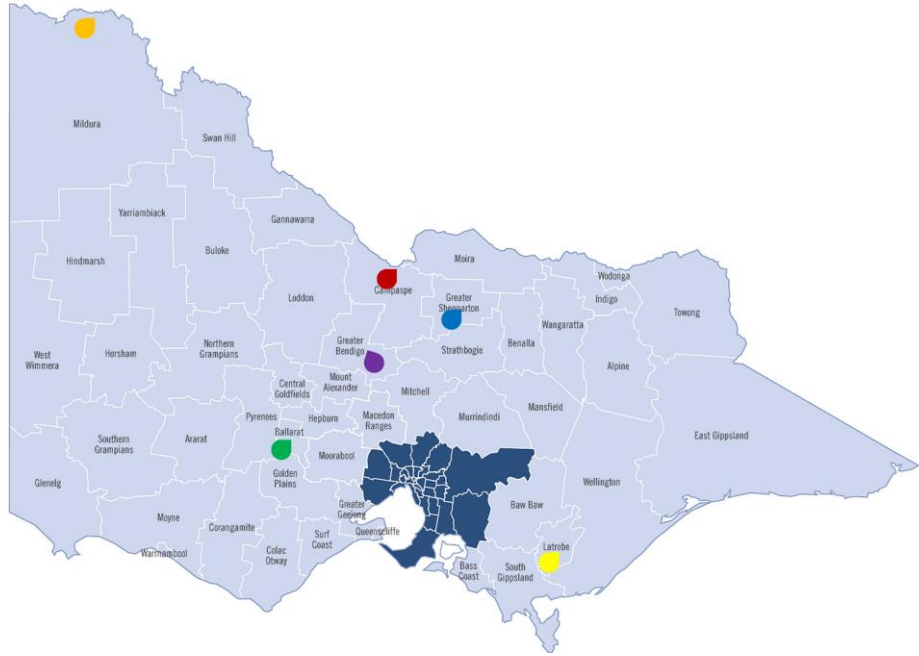 Mildura
Swan Hill
Yarriambiack
Gannawarra
Buloke
Hindmarsh
Moira
Wodonga
Campaspe
Loddon
Greater
Shepparton
Indigo
Towong
Wangaratta
Greater
Bendigo
Northern
Grampians
Strathbogie
Benalla
West
Wimmera
Horsham
Alpine
Mount
Alexander
Central
Goldfields
Mitchell
Mansfield
Pyrenees
Hepburn
Macedon
Ranges
Murrindindi
Ballarat
Southern
Grampians
Ararat
East Gippsland
Moorabool
Glenelg
Golden
Plains
Wellington
Baw Baw
Greater
Geelong
Moyne
Corangamite
Queenscliffe
Surf
Coast
Latrobe
Warrnambool
Colac
Otway
Bass
Coast
South
Gippsland